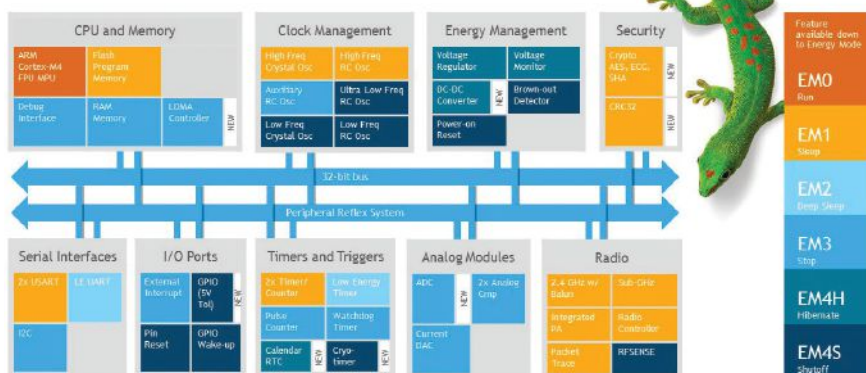 CPU and Memory
ARM
Cortex-M4
FPU MPU
Flash
Program
Memory
Debug
Interface
RAM
Memory
LDMA
Controller
NEW
Clock Management
High Freq
Crystal Osc
High Freq
RC Osc
Auxiliary
RC Osc
Ultra Low Freq
RC Osc
Low Freq
Crystal Osc
Low Freq
RC Osc
Energy Management
Voltage
Regulator
Voltage
Monitor
DC-DC
Converter
NEW
Brown-out
Detector
Power-on
Reset
Security
Crypto
AES, ECC,
SHA
NEW
CRC32
NEW
32-bit bus
Peripheral Reflex System
Serial Interfaces
2x USART
LE UART
I2C
I/O Ports
External
Interrupt
GPIO
(5V
Tol)
NEW
Pin
Reset
GPIO
Wake-up
Timers and Triggers
2x Timer/
Counter
Low Energy
Timer
Pulse
Counter
Watchdog
Timer
Calendar
RTC
NEW
Cryo-
timer
NEW
Analog Modules
ADC
NEW
2x Analog
Cmp
Current
DAC
Radio
2.4 GHz w/
Balun
Sub-GHz
Integrated
PA
Radio
Controller
Packet
Trace
RFSENSE
Feature
available down
to Energy Mode
EM0
Run
EM1
Sleep
EM2
Deep Sleep
EM3
Stop
EM4H
Hibernate
EM4S
Shutoff